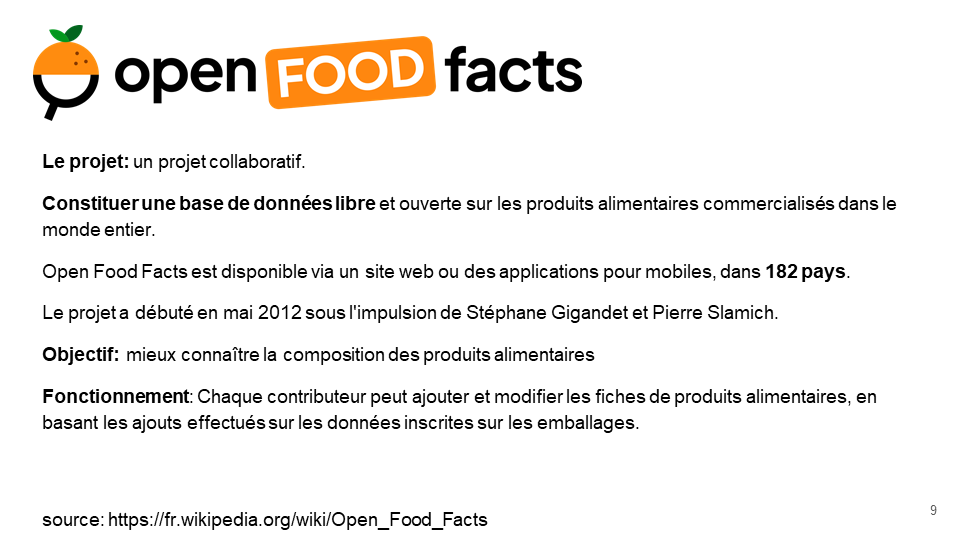 open FOOD facts
Le projet: un projet collaboratif.
Constituer une base de données libre et ouverte sur les produits alimentaires commercialisés dans le
monde entier.
Open Food Facts est disponible via un site web ou des applications pour mobiles, dans 182 pays.
Le projet a débuté en mai 2012 sous l'impulsion de Stéphane Gigandet et Pierre Slamich.
Objectif: mieux connaître la composition des produits alimentaires
Fonctionnement: Chaque contributeur peut ajouter et modifier les fiches de produits alimentaires, en
basant les ajouts effectués sur les données inscrites sur les emballages.
source: https://fr.wikipedia.org/wiki/Open_Food_Facts
9